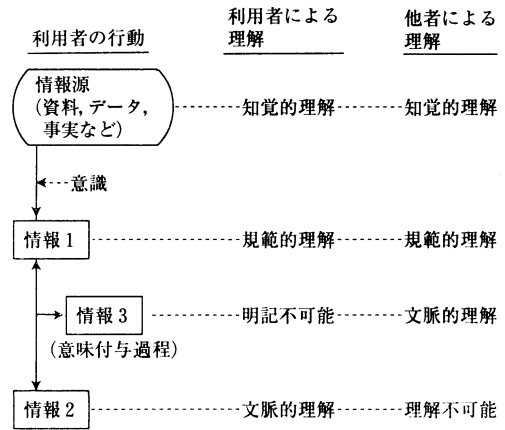 利用者の行動
利用者による
理解
他者による
理解
情報源
(資料, データ,
事実など)
知覚的理解
知覚的理解
意識
情報1
規範的理解
規範的理解
情報3
明記不可能
文脈的理解
(意味付与過程)
情報2
文脈的理解
理解不可能